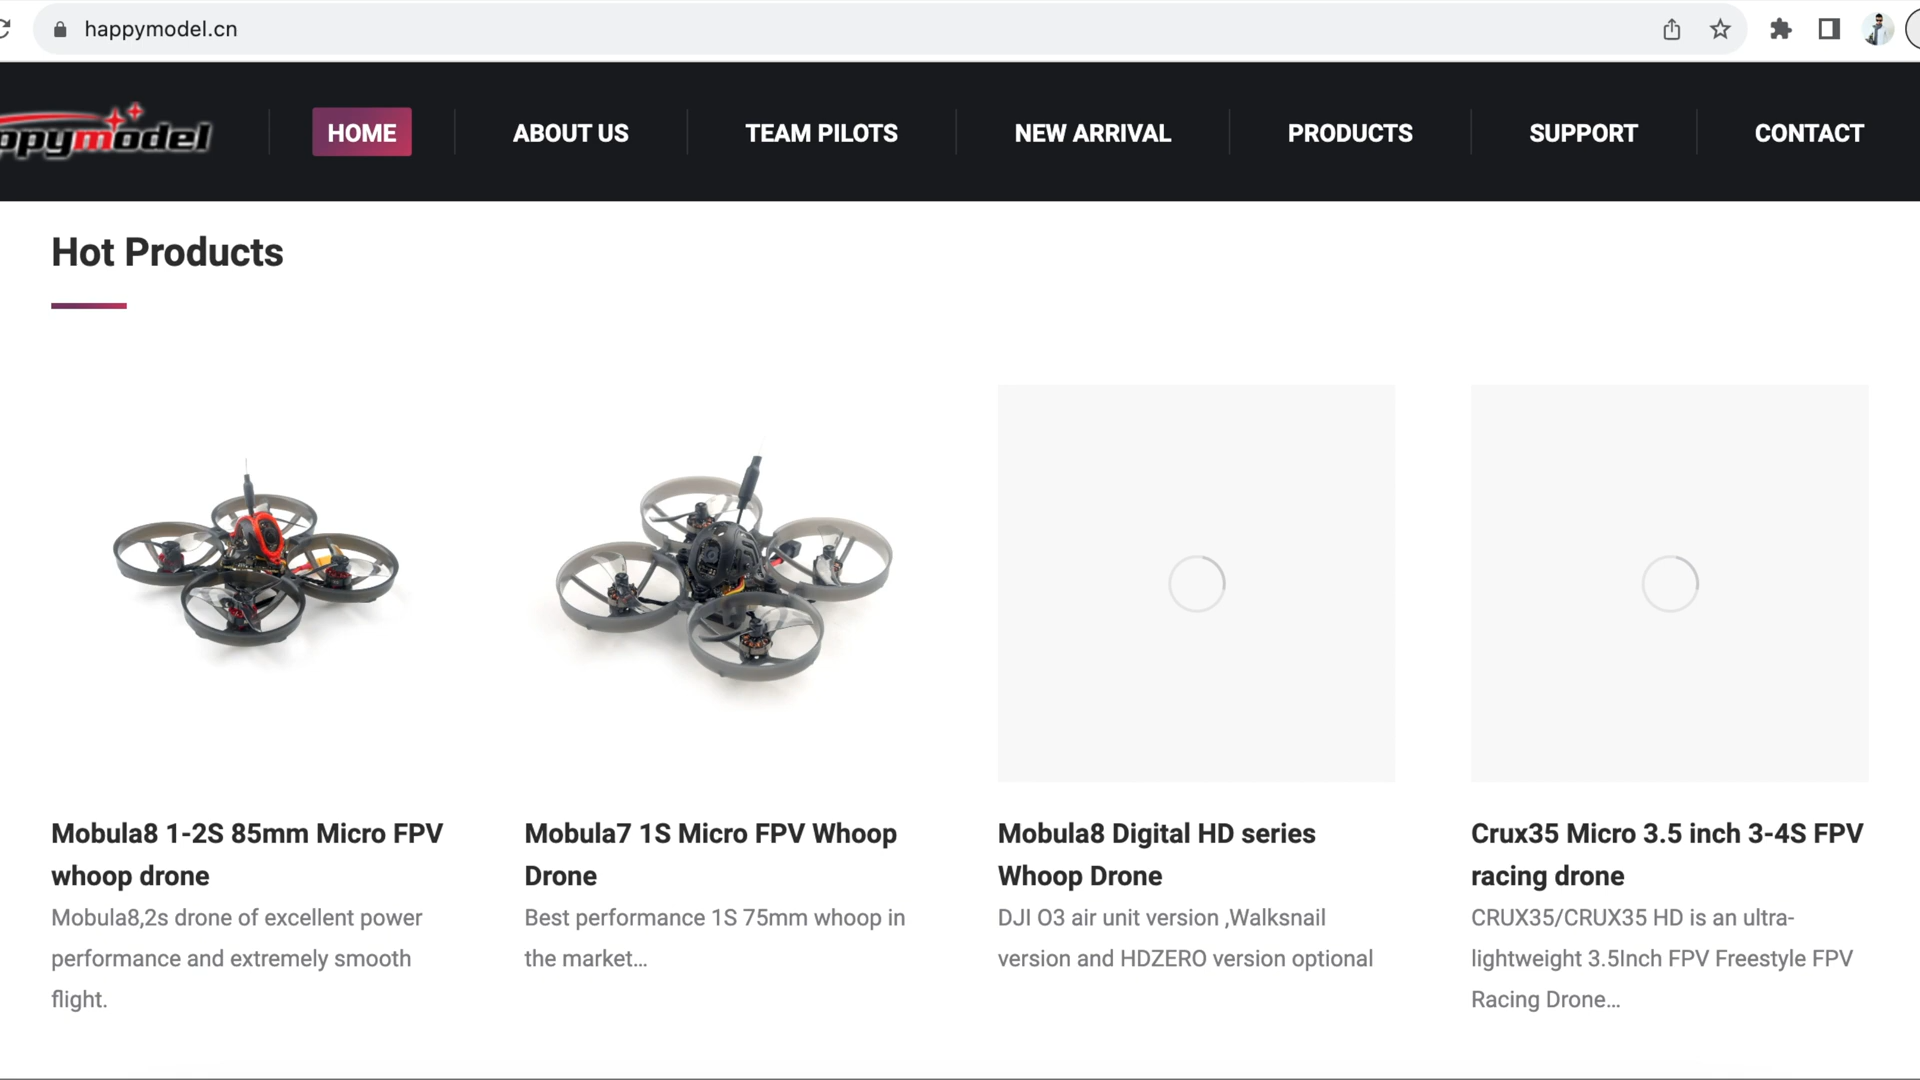 happymodel.cn
ppymodel
HOME
ABOUT US
TEAM PILOTS
NEW ARRIVAL
PRODUCTS
SUPPORT
CONTACT
Hot Products
Mobula8 1-2S 85mm Micro FPV
whoop drone
Mobula8,2s drone of excellent power
performance and extremely smooth
flight.
Mobula7 1S Micro FPV Whoop
Drone
Best performance 1S 75mm whoop in
the market...
Mobula8 Digital HD series
Whoop Drone
DJI O3 air unit version ,Walksnail
version and HDZERO version optional
Crux35 Micro 3.5 inch 3-4S FPV
racing drone
CRUX35/CRUX35 HD is an ultra-
lightweight 3.5Inch FPV Freestyle FPV
Racing Drone...